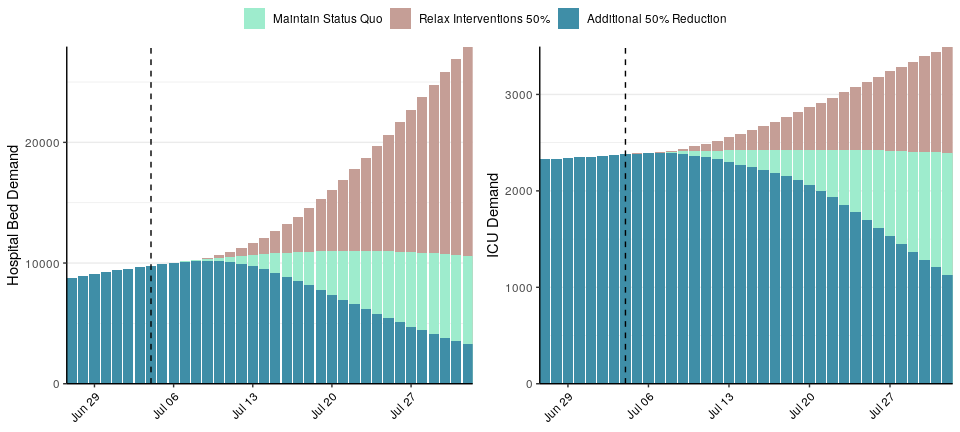 Maintain Status Quo Relax Interventions 50% Additional 50% Reduction
Hospital Bed Demand
20000
10000
0
Jun 29 Jul 06 Jul 13 Jul 20 Jul 27
ICU Demand
3000
2000
1000
0
Jun 29 Jul 06 Jul 13 Jul 20 Jul 27